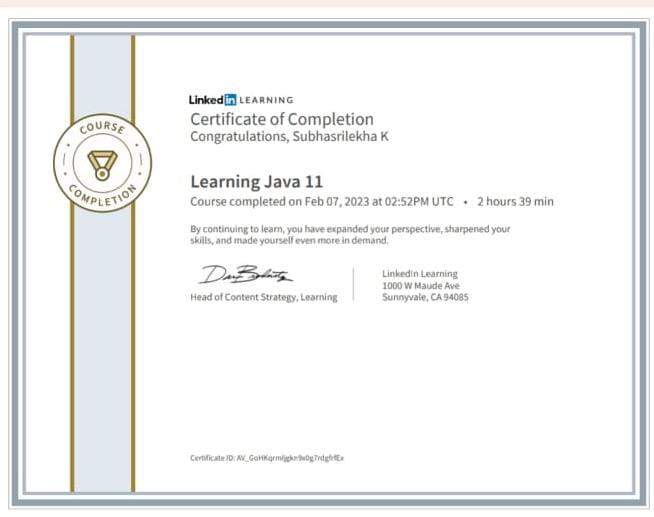 COURSE
COMPLETION
Linked in LEARNING
Certificate of Completion
Congratulations, Subhasrilekha K
Learning Java 11
Course completed on Feb 07, 2023 at 02:52PM UTC • 2 hours 39 min
By continuing to learn, you have expanded your perspective, sharpened your
skills, and made yourself even more in demand.
Head of Content Strategy, Learning
LinkedIn Learning
1000 W Maude Ave
Sunnyvale, CA 94085
Certificate ID: